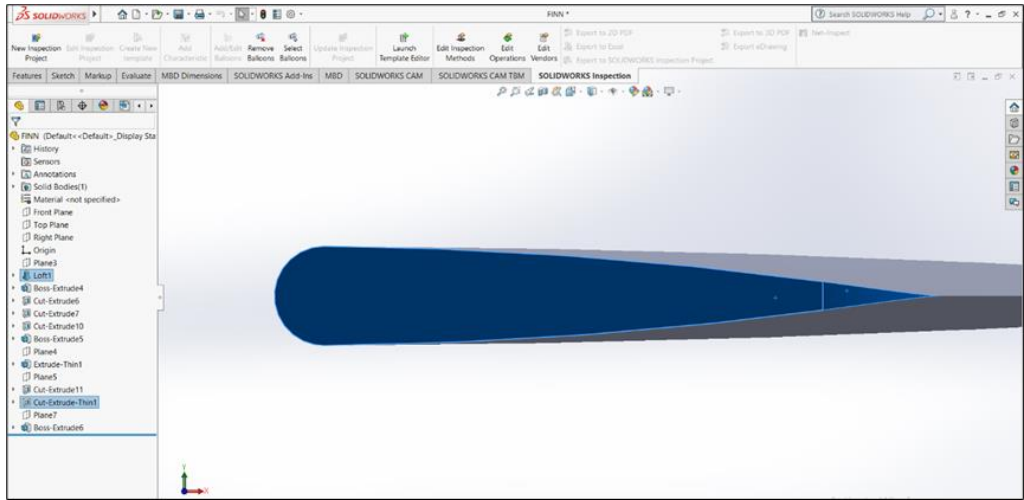 SOLIDWORKS
FINN *
Search SOLIDWORKS Help
New Inspection Project
Edit Inspection Project
Create New template
Add Characteristic
Add/Edit Balloons
Remove Balloons
Select Balloons
Update Inspection Project
Launch Template Editor
Edit Inspection Methods
Edit Operations
Edit Vendors
Export to 2D PDF
Export to Excel
Export to SOLIDWORKS Inspection Project
Export to 3D PDF
Export eDrawing
Net-Inspect
Features Sketch Markup Evaluate MBD Dimensions SOLIDWORKS Add-Ins MBD SOLIDWORKS CAM SOLIDWORKS CAM TBM SOLIDWORKS Inspection
FINN (Default<<Default>_Display Sta
History
Sensors
Annotations
Solid Bodies(1)
Material <not specified>
Front Plane
Top Plane
Right Plane
Origin
Plane3
Loft1
Boss-Extrude4
Cut-Extrude6
Cut-Extrude7
Cut-Extrude10
Boss-Extrude5
Plane4
Extrude-Thin1
Plane5
Cut-Extrude11
Cut-Extrude-Thin1
Plane7
Boss-Extrude6
Y
X